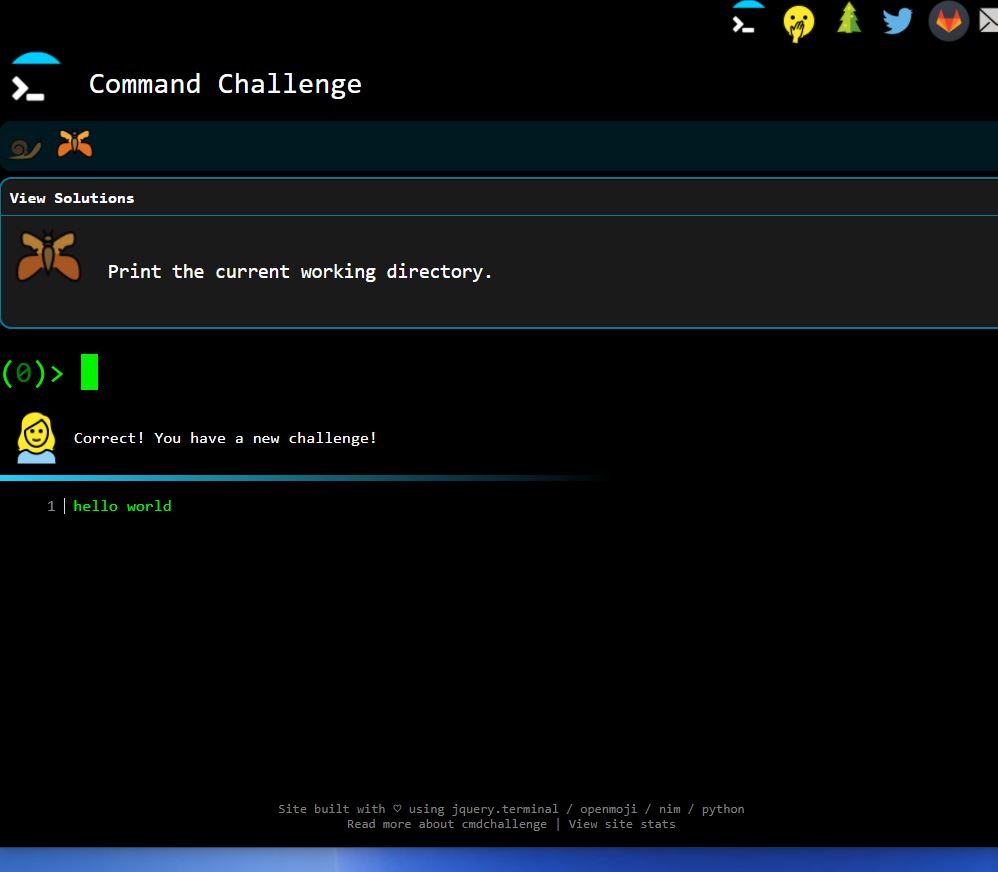 Command Challenge
View Solutions
Print the current working directory.
(0)>
Correct! You have a new challenge!
1 hello world
Site built with ♡ using jquery.terminal / openmoji / nim / python
Read more about cmdchallenge | View site stats